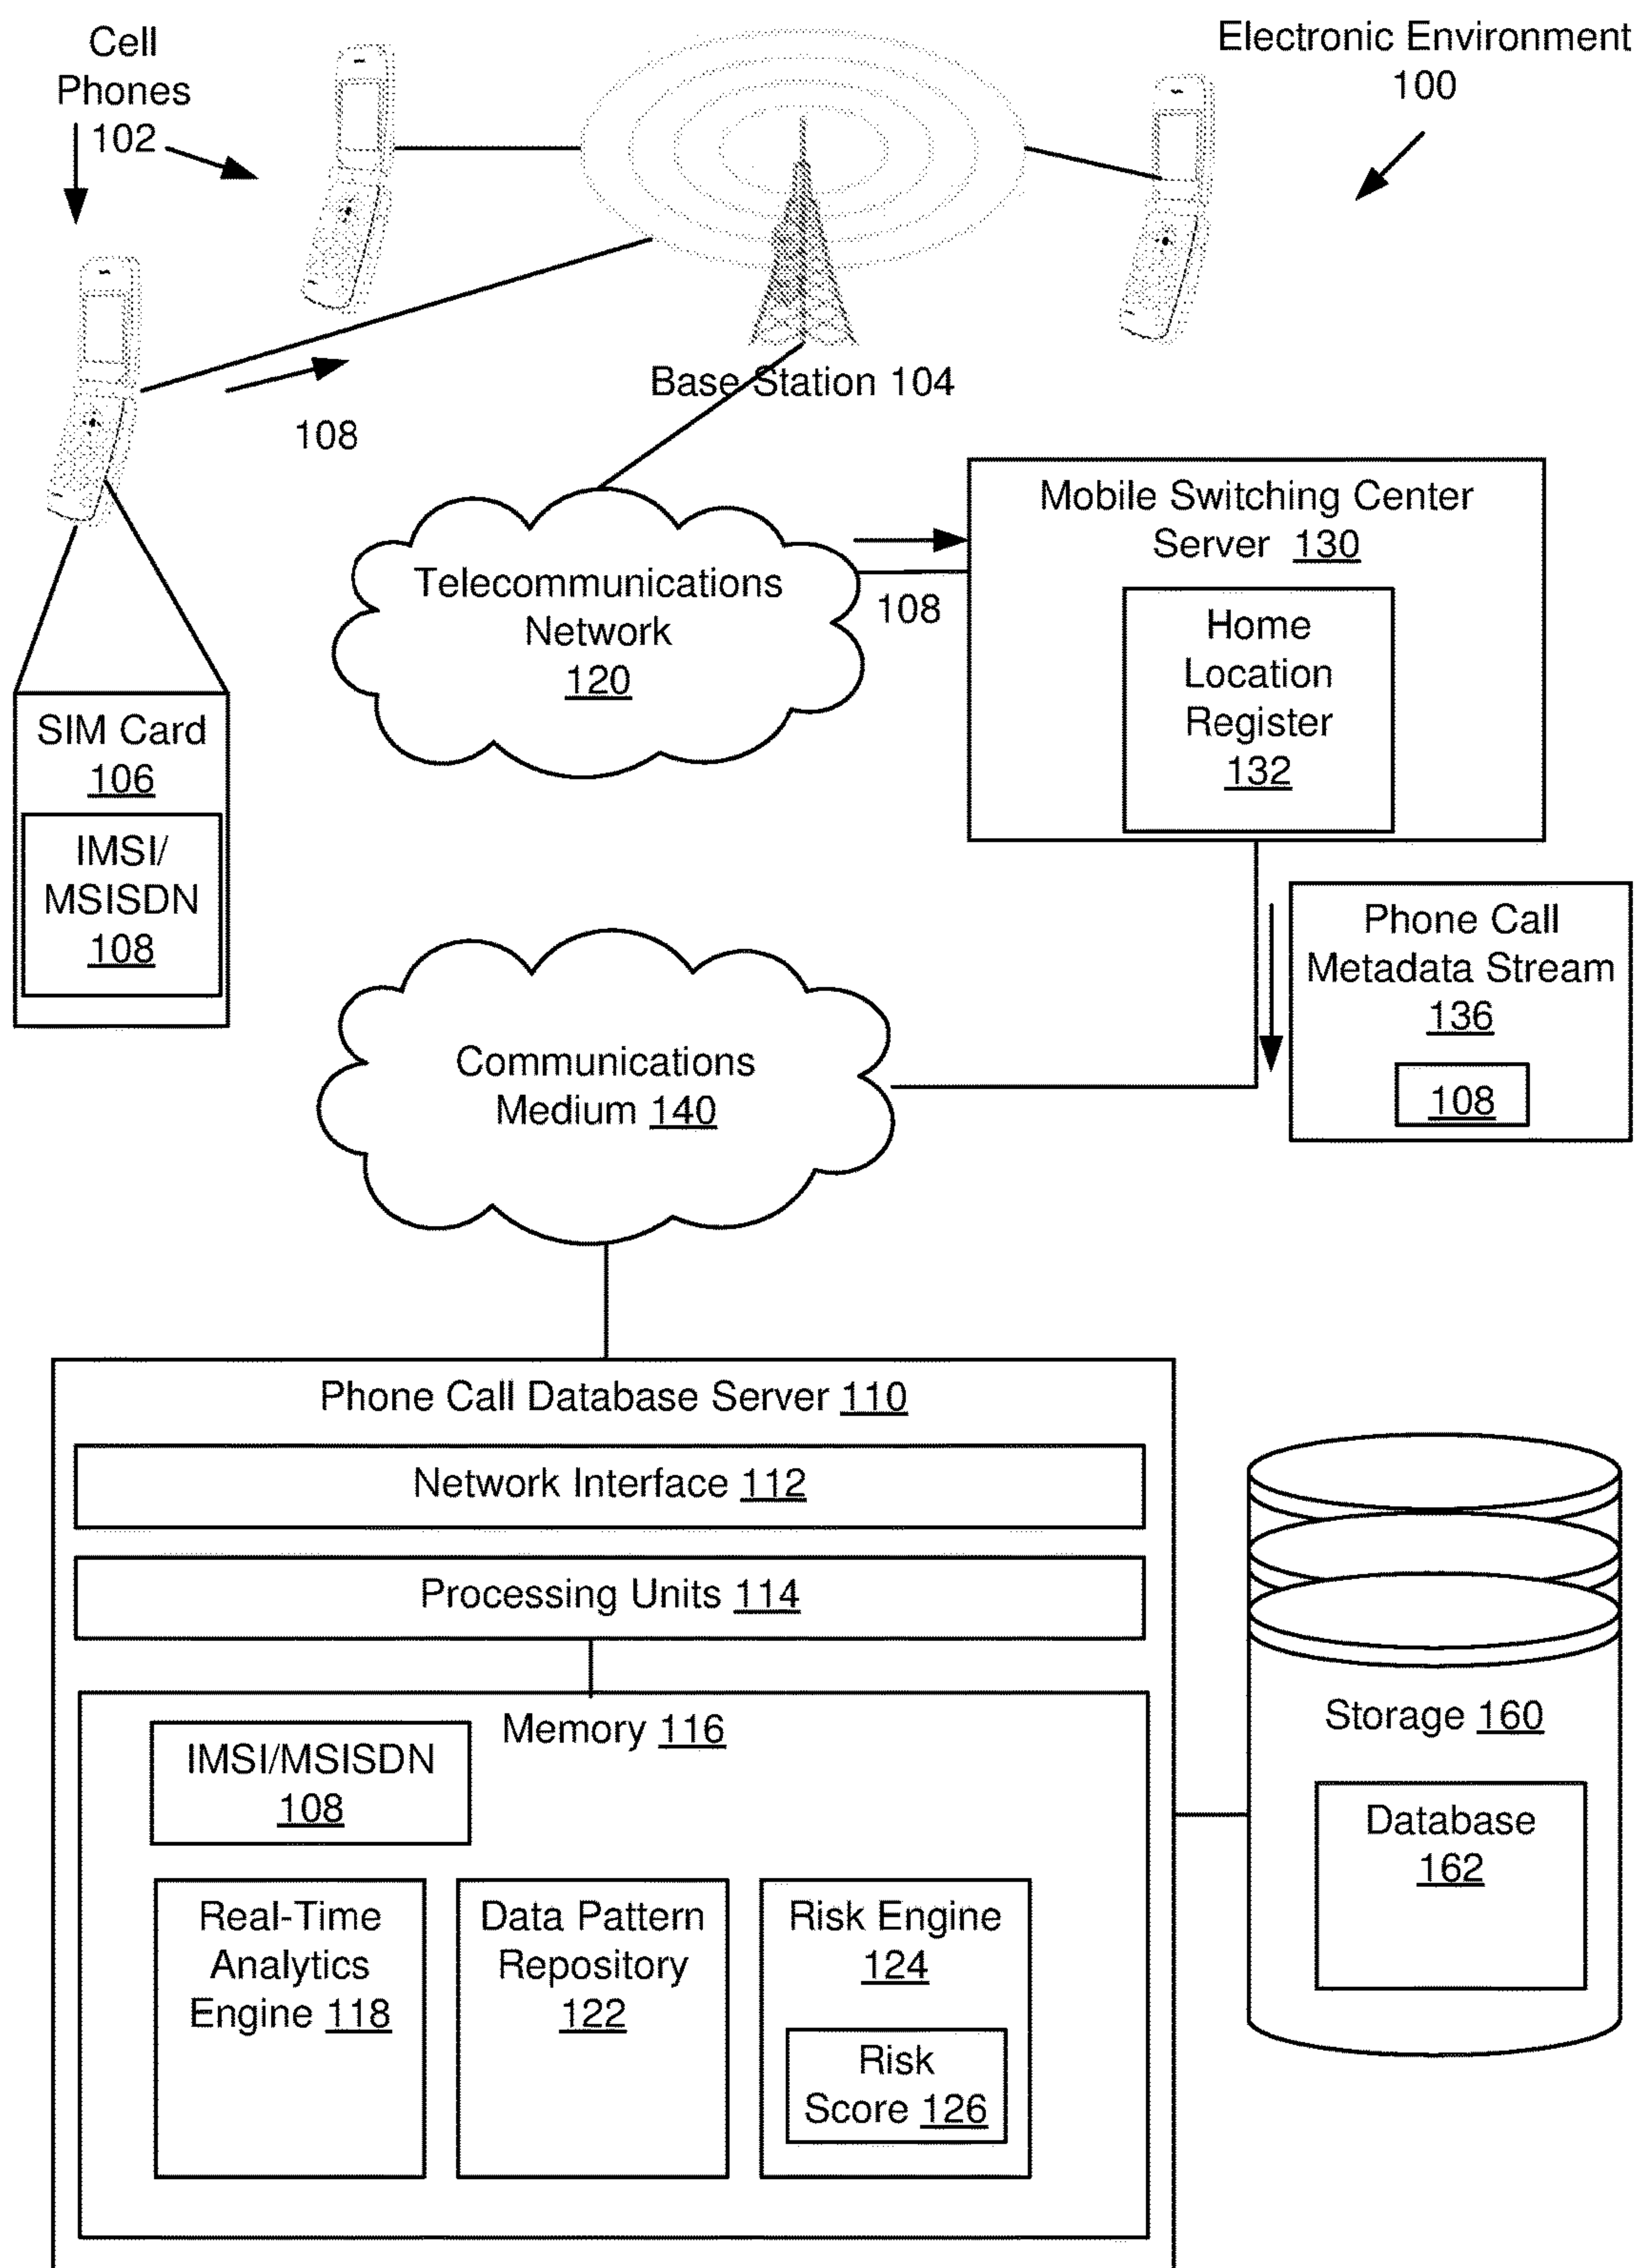 Cell
Phones
102
Electronic Environment
100
Base Station 104
108
Telecommunications
Network
120
108
Mobile Switching Center
Server 130
Home
Location
Register
132
SIM Card
106
IMSI/
MSISDN
108
Phone Call
Metadata Stream
136
108
Communications
Medium 140
Phone Call Database Server 110
Network Interface 112
Processing Units 114
Memory 116
IMSI/MSISDN
108
Real-Time
Analytics
Engine 118
Data Pattern
Repository
122
Risk Engine
124
Risk
Score 126
Storage 160
Database
162